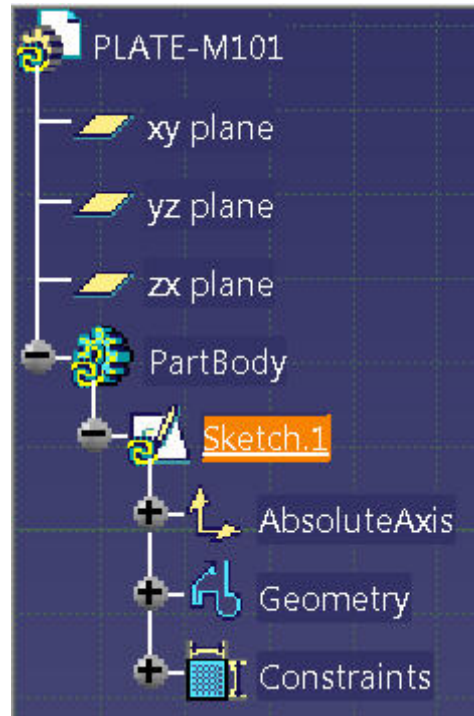 PLATE-M101
xy plane
yz plane
zx plane
PartBody
Sketch.1
AbsoluteAxis
Geometry
Constraints